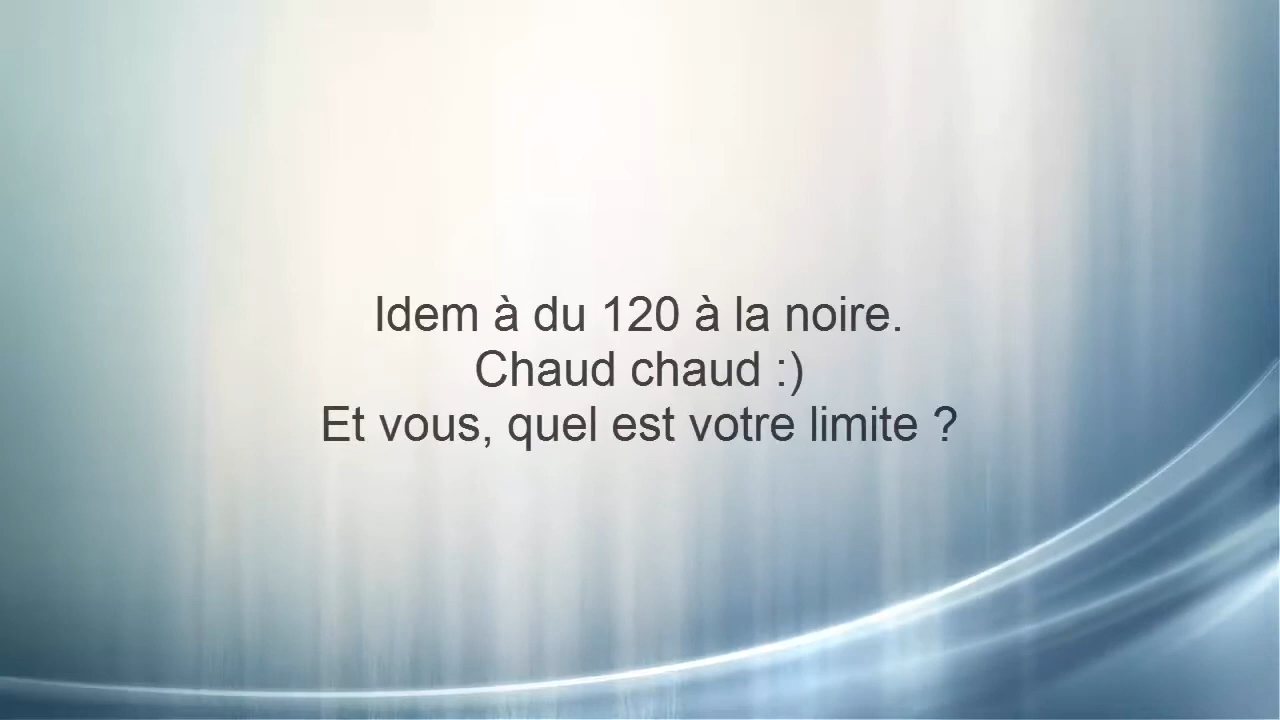 Idem à du 120 à la noire.
Chaud chaud :)
Et vous, quel est votre limite ?